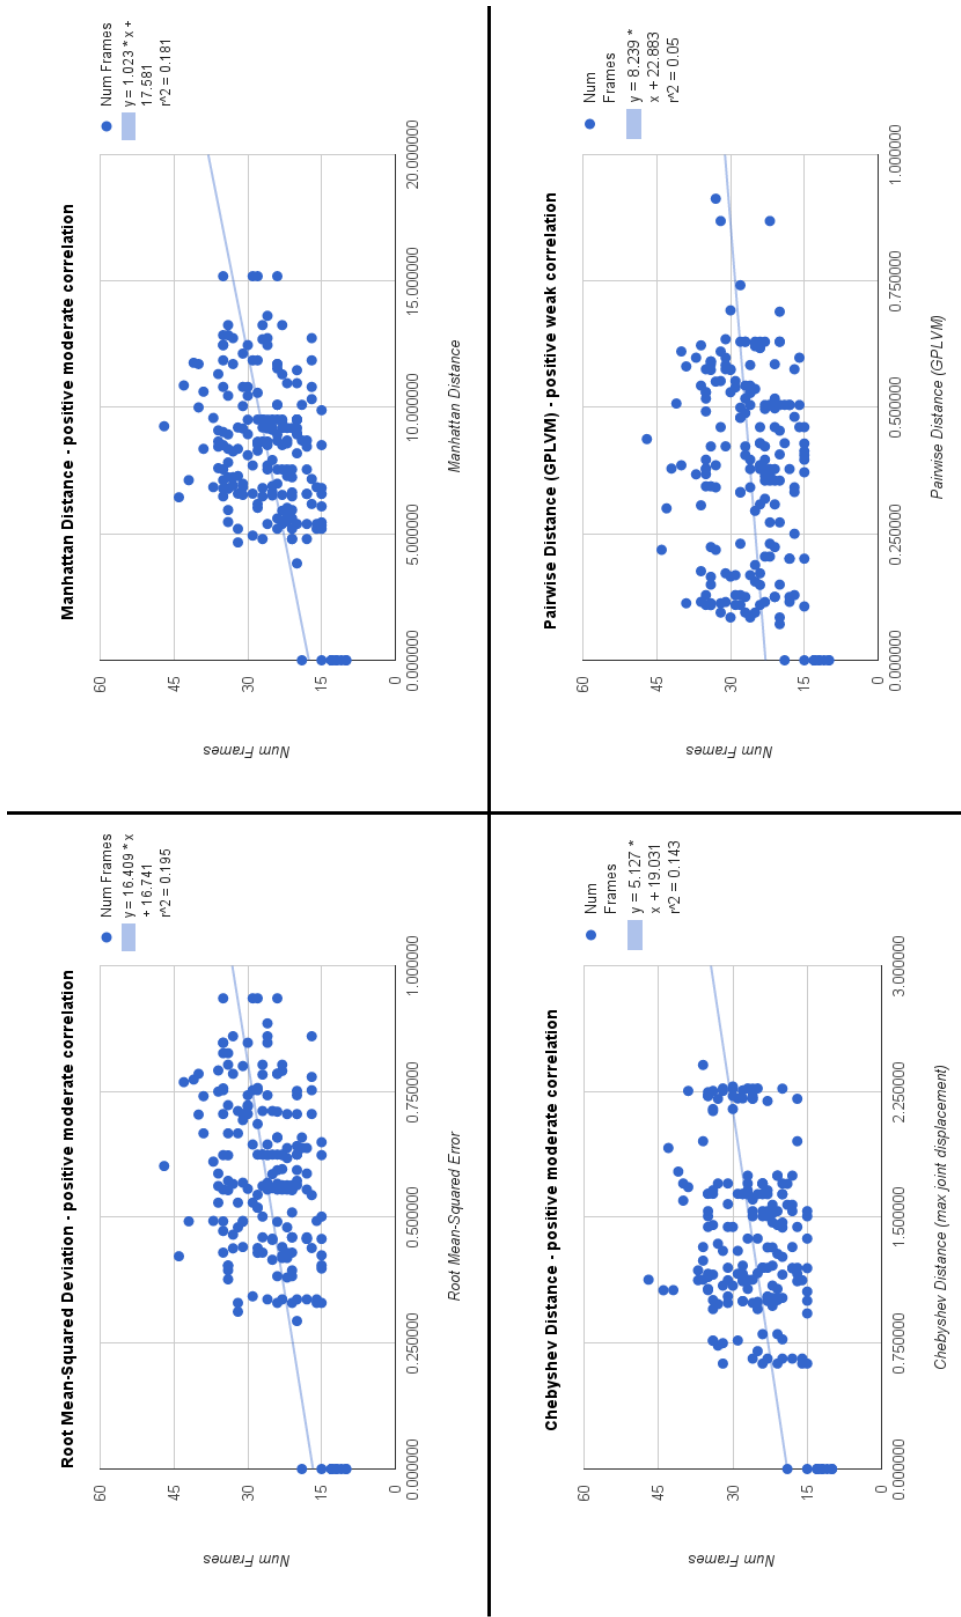 Root Mean-Squared Deviation - positive moderate correlation
Num Frames
60
45
30
15
0
0.000000
0.250000
0.500000
0.750000
1.000000
Root Mean-Squared Error
Num Frames
y = 16.409 * x
+ 16.741
r^2 = 0.195
Manhattan Distance - positive moderate correlation
Num Frames
60
45
30
15
0
0.000000
5.000000
10.000000
15.000000
20.000000
Manhattan Distance
Num Frames
y = 1.023 * x +
17.581
r^2 = 0.181
Chebyshev Distance - positive moderate correlation
Num Frames
60
45
30
15
0
0.000000
0.750000
1.500000
2.250000
3.000000
Chebyshev Distance (max joint displacement)
Num
Frames
y = 5.127 *
x + 19.031
r^2 = 0.143
Pairwise Distance (GPLVM) - positive weak correlation
Num Frames
60
45
30
15
0
0.000000
0.250000
0.500000
0.750000
1.000000
Pairwise Distance (GPLVM)
Num
Frames
y = 8.239 *
x + 22.883
r^2 = 0.05